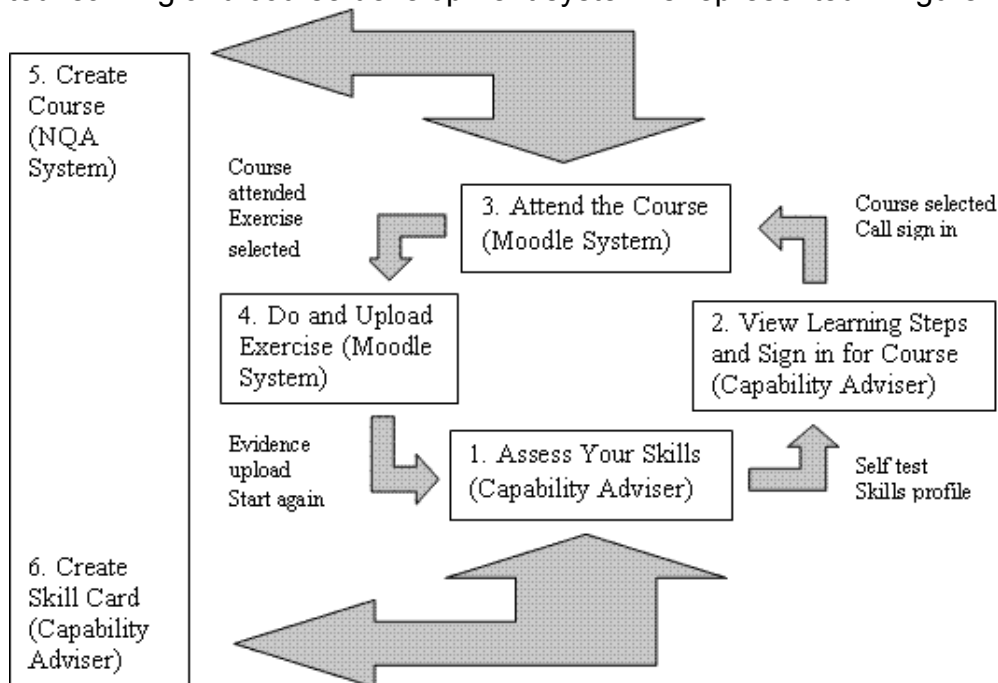 5. Create
Course
(NQA
System)
Course
attended
Exercise
selected
3. Attend the Course
(Moodle System)
Course selected
Call sign in
4. Do and Upload
Exercise (Moodle
System)
2. View Learning Steps
and Sign in for Course
(Capability Adviser)
Evidence
upload
Start again
1. Assess Your Skills
(Capability Adviser)
Self test
Skills profile
6. Create
Skill Card
(Capability
Adviser)